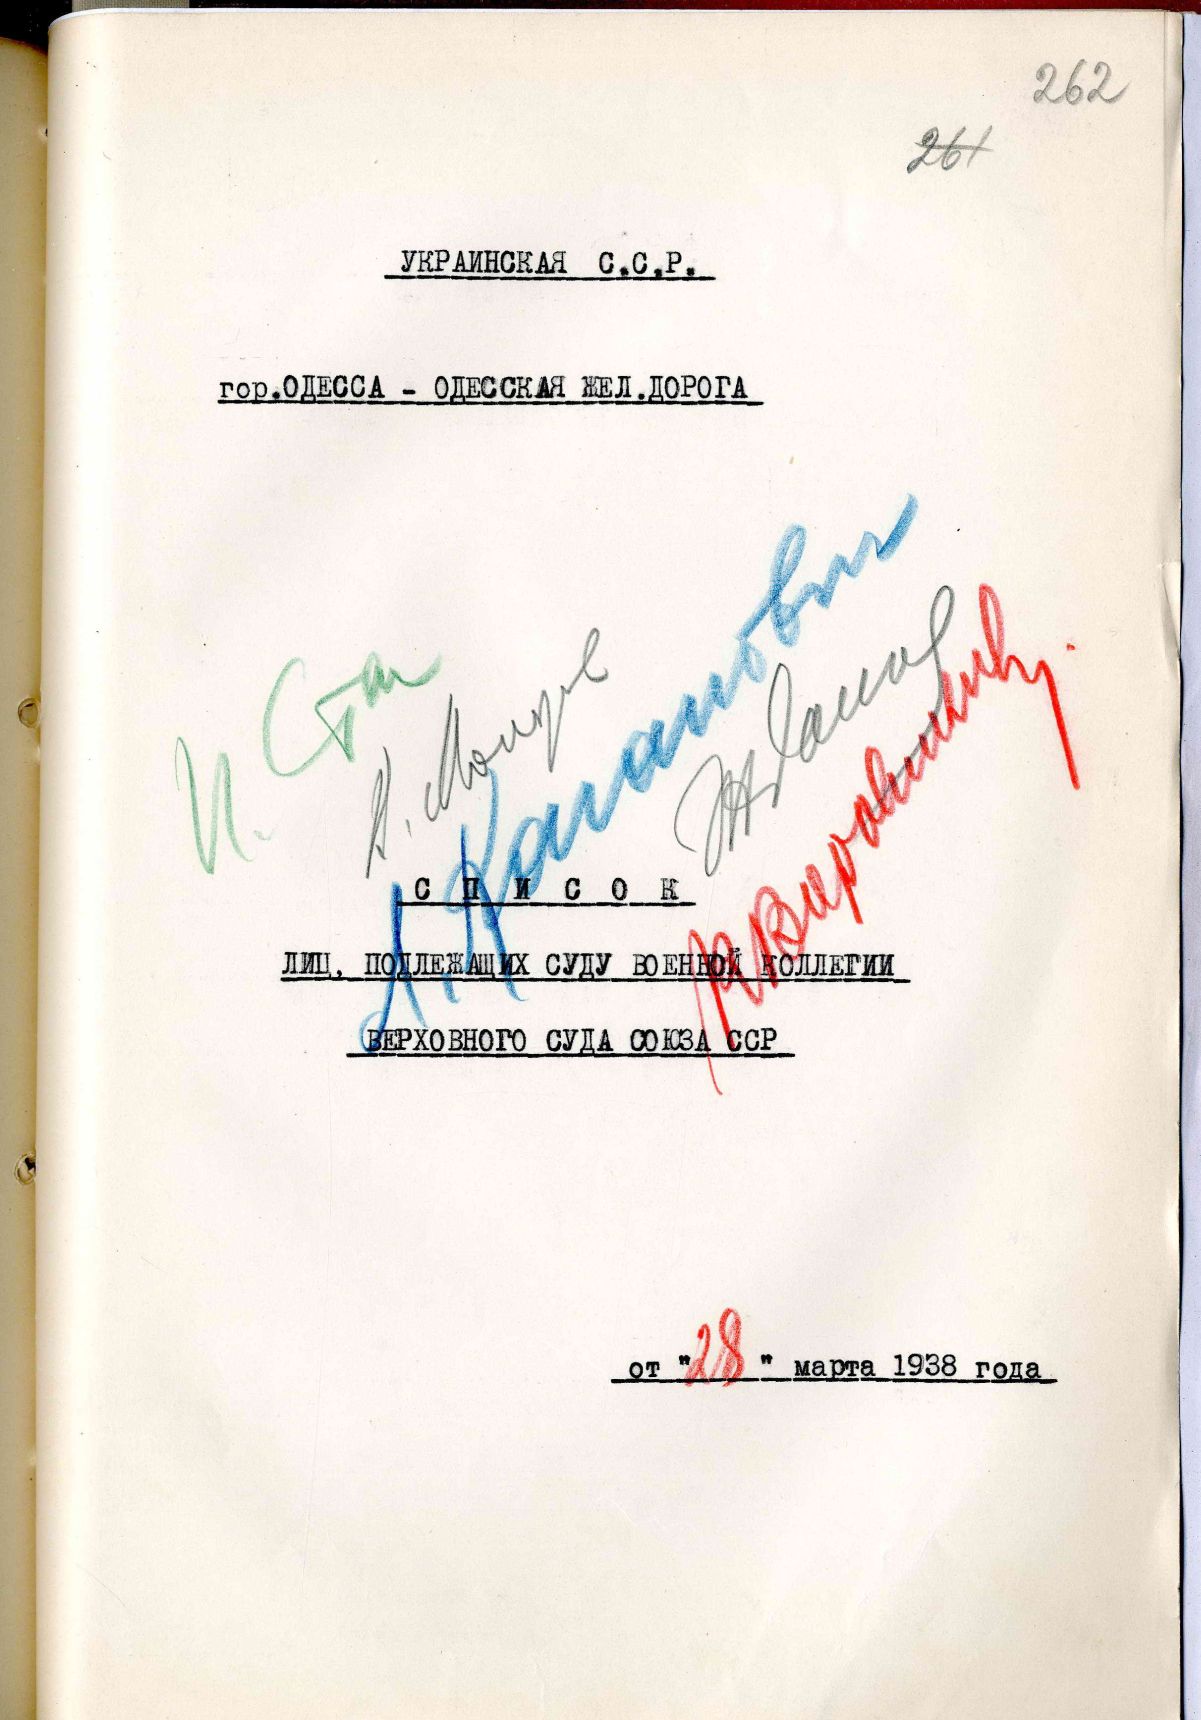 262
261
УКРАИНСКАЯ С.С.Р.
гор.ОДЕССА - ОДЕССКАЯ ЖЕЛ.ДОРОГА
И. Ст
В. Молотов
Л. Каганович
Жданов
К Ворошилов
С П И С О К
ЛИЦ, ПОДЛЕЖАЩИХ СУДУ ВОЕННОЙ КОЛЛЕГИИ
ВЕРХОВНОГО СУДА СОЮЗА ССР
от "28" марта 1938 года